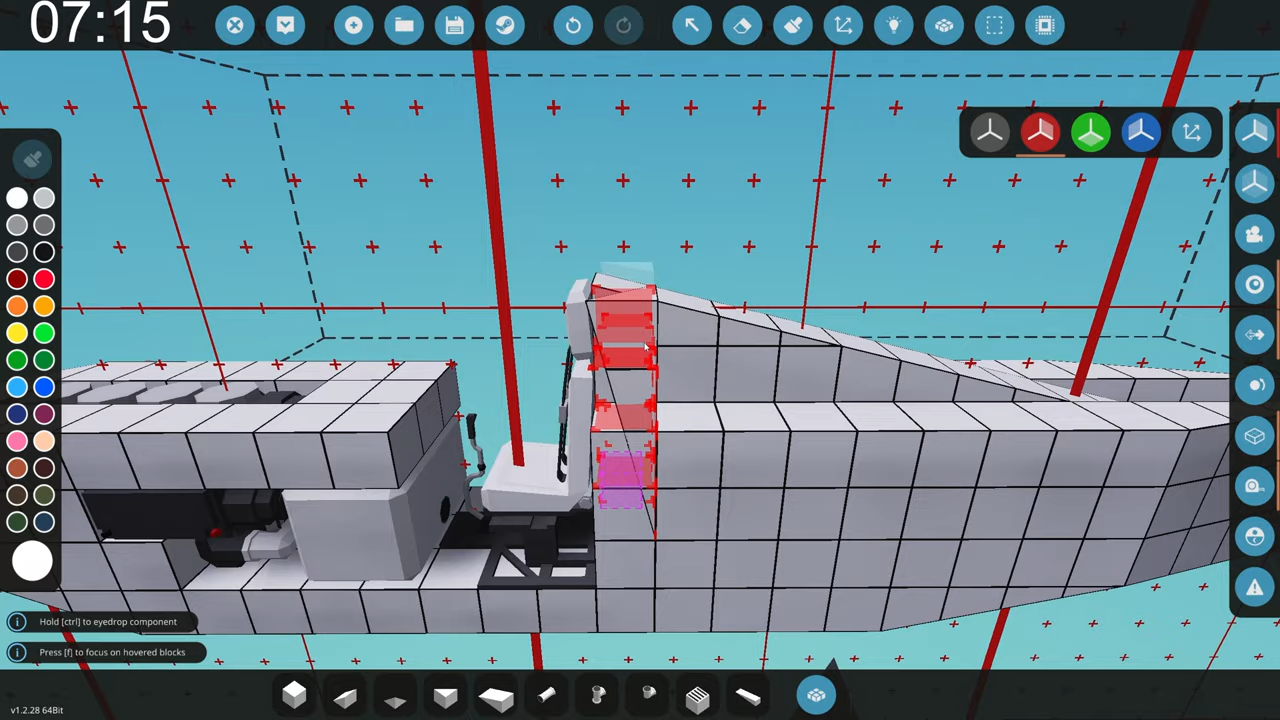 07:15
Hold [ctrl] to eyedrop component
Press [f] to focus on hovered blocks
v1.2.28 64Bit